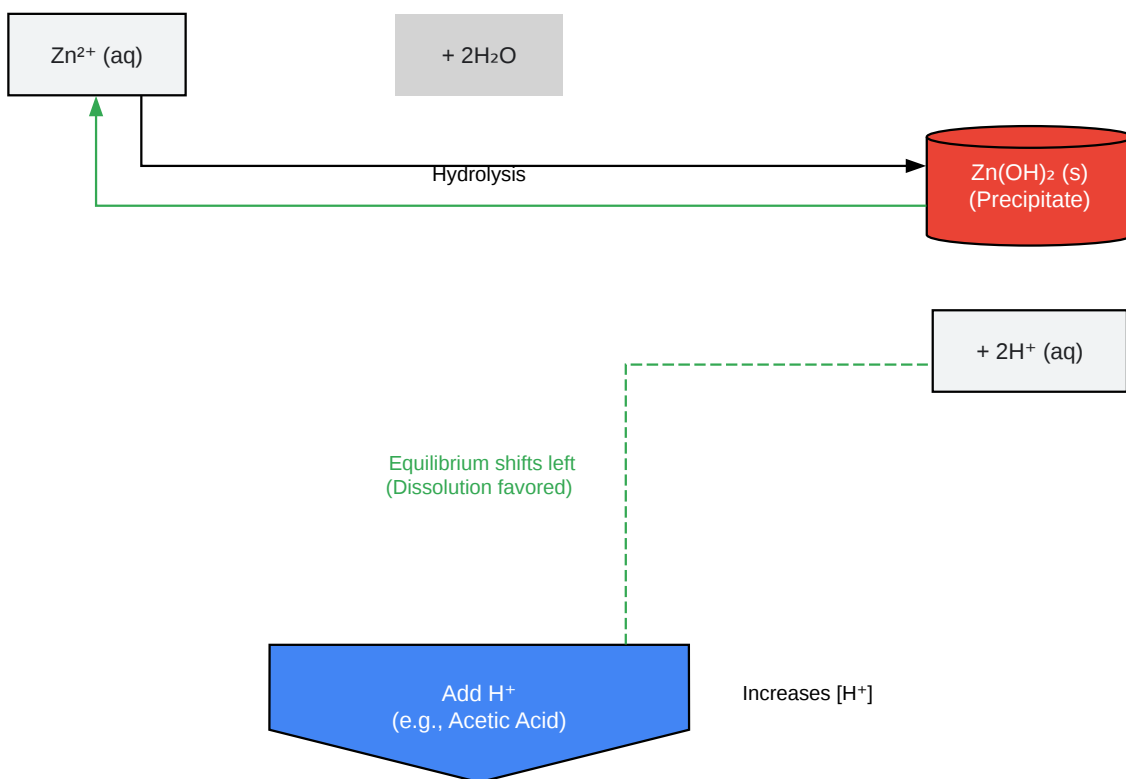 Zn²⁺ (aq)
+ 2H₂O
Hydrolysis
Zn(OH)₂ (s)
(Precipitate)
+ 2H⁺ (aq)
Equilibrium shifts left
(Dissolution favored)
Add H⁺
(e.g., Acetic Acid)
Increases [H⁺]